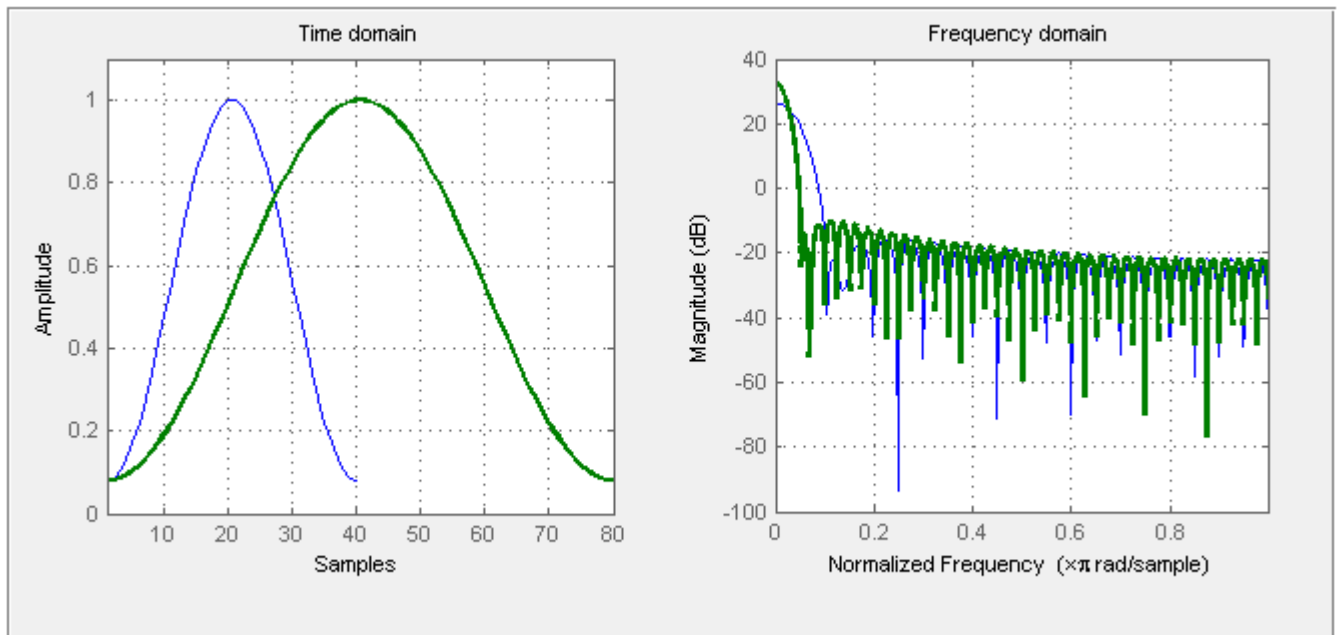 Time domain
Amplitude
1
0.8
0.6
0.4
0.2
0
10 20 30 40 50 60 70 80
Samples
Frequency domain
Magnitude (dB)
40
20
0
-20
-40
-60
-80
-100
0 0.2 0.4 0.6 0.8
Normalized Frequency (×π rad/sample)